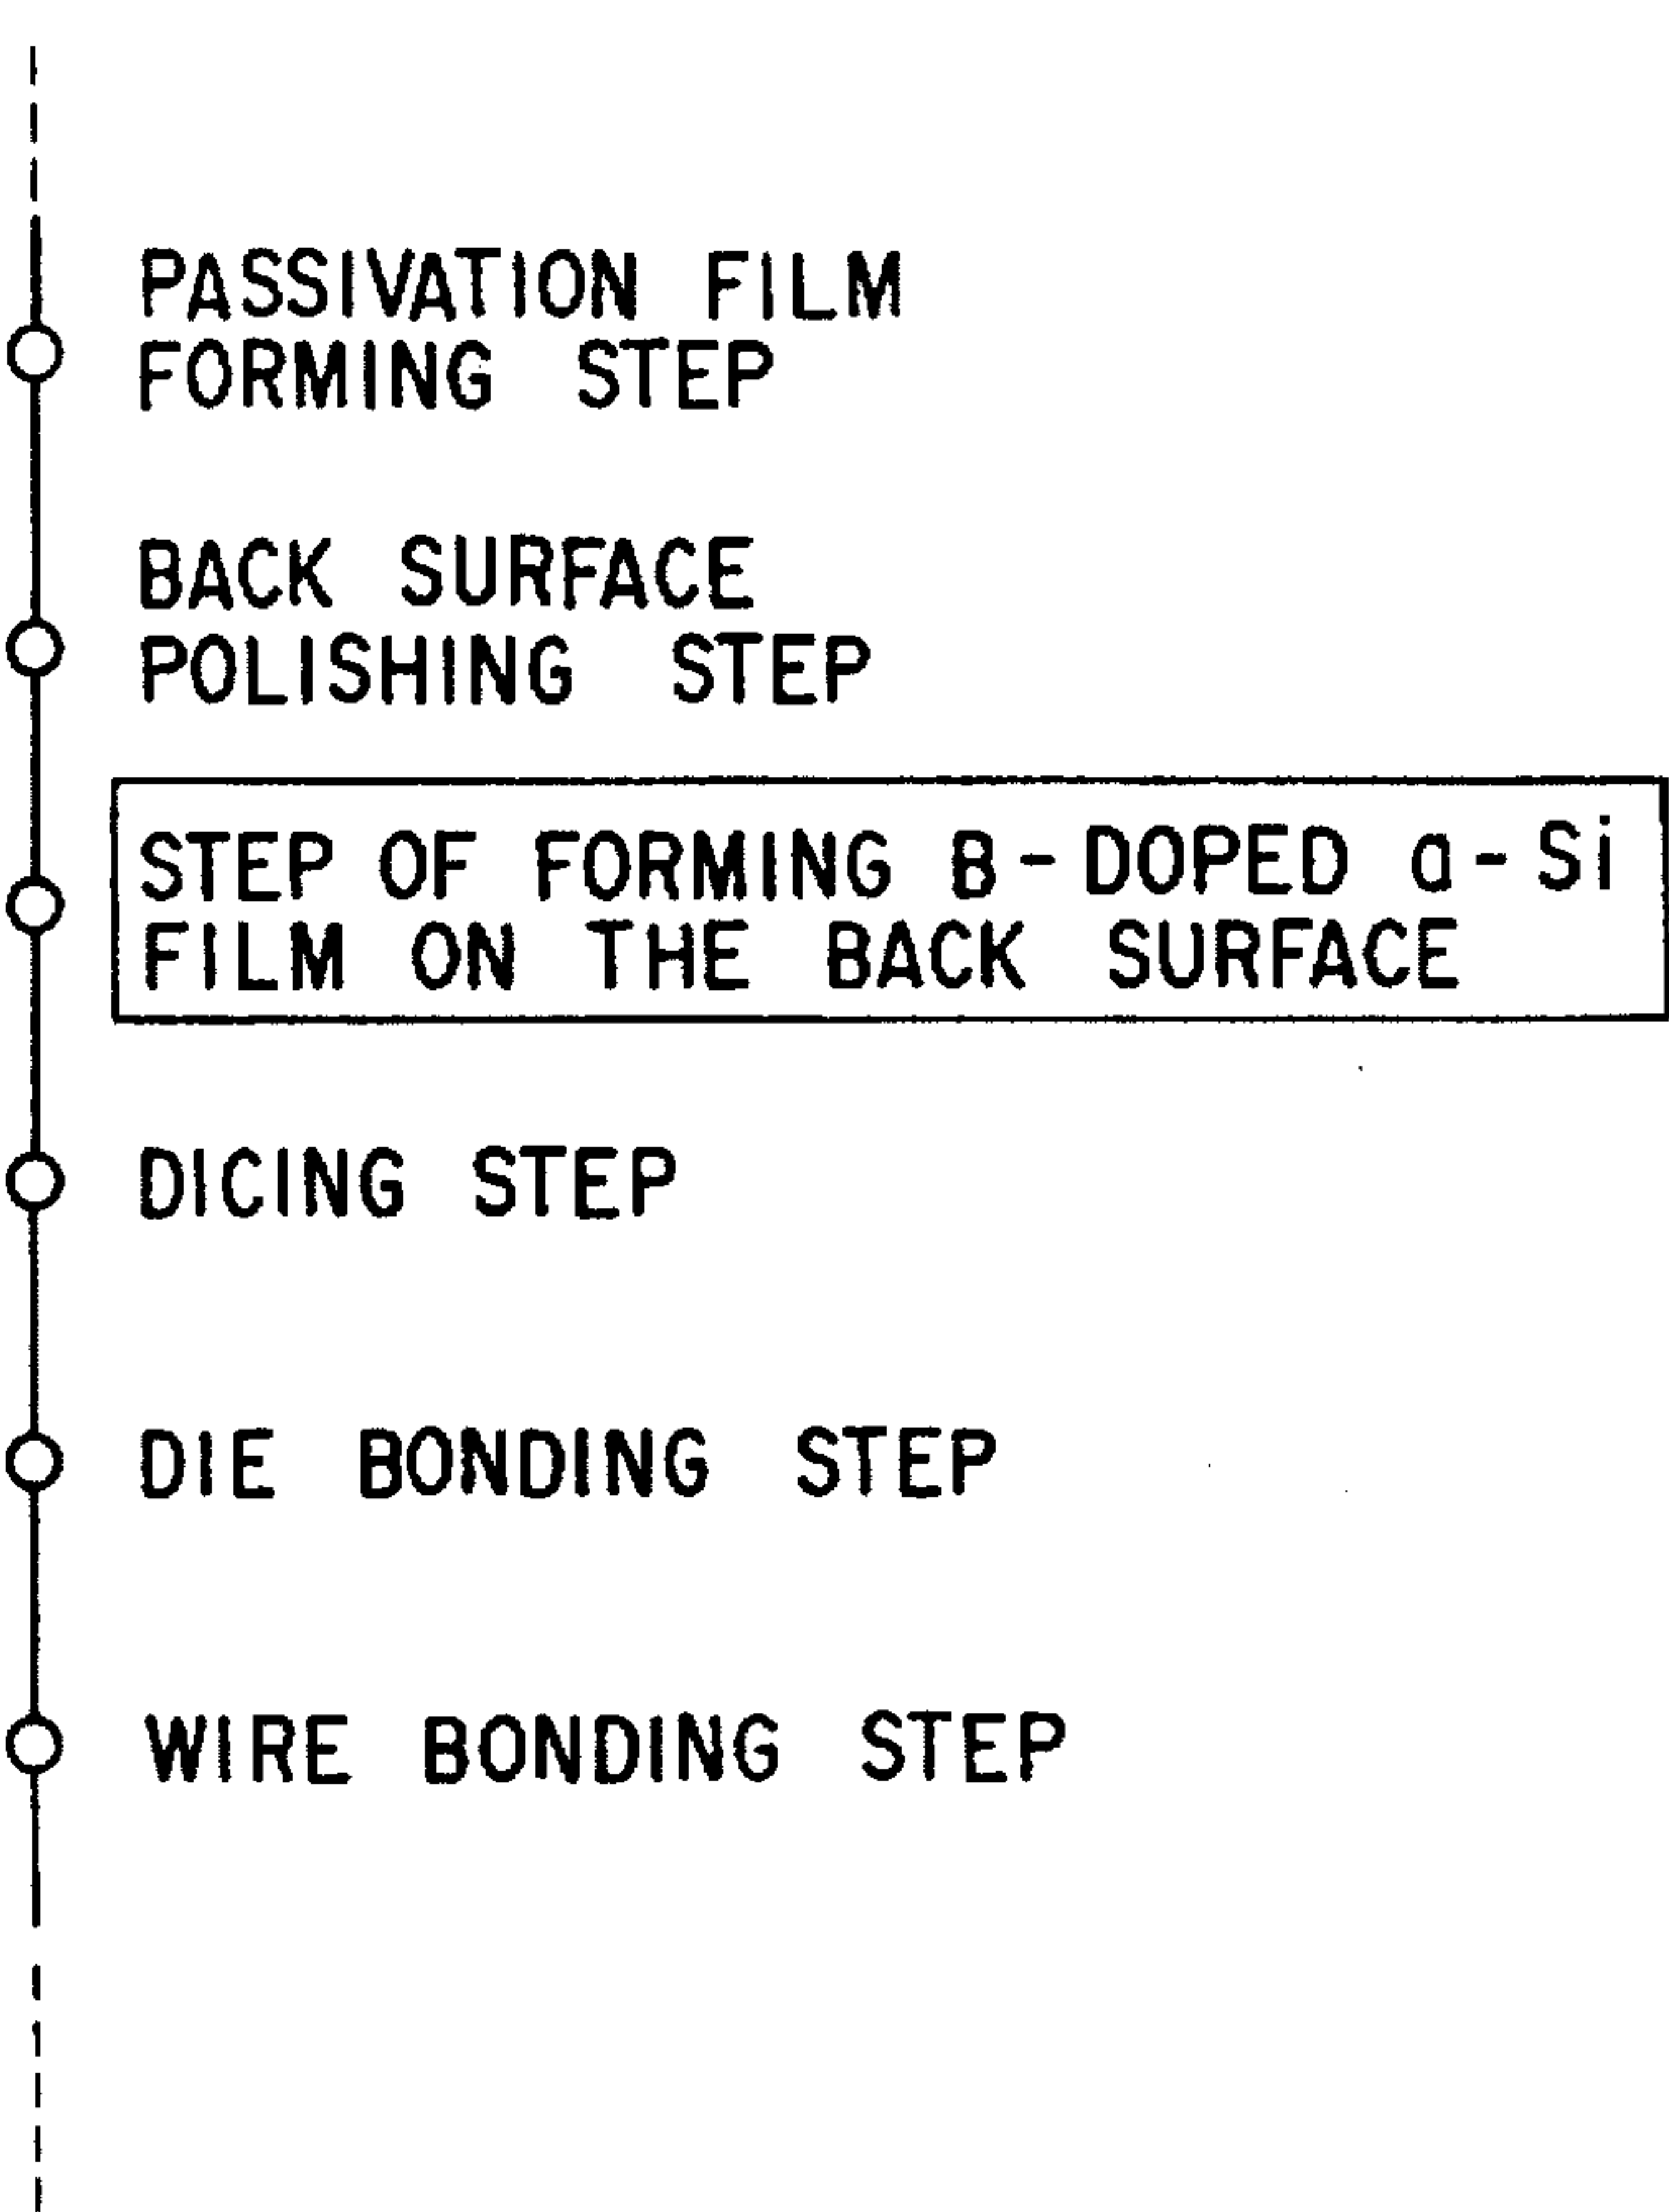 PASSIVATION FILM
FORMING STEP
BACK SURFACE
POLISHING STEP
STEP OF FORMING B-DOPED a-Si
FILM ON THE BACK SURFACE
DICING STEP
DIE BONDING STEP
WIRE BONDING STEP